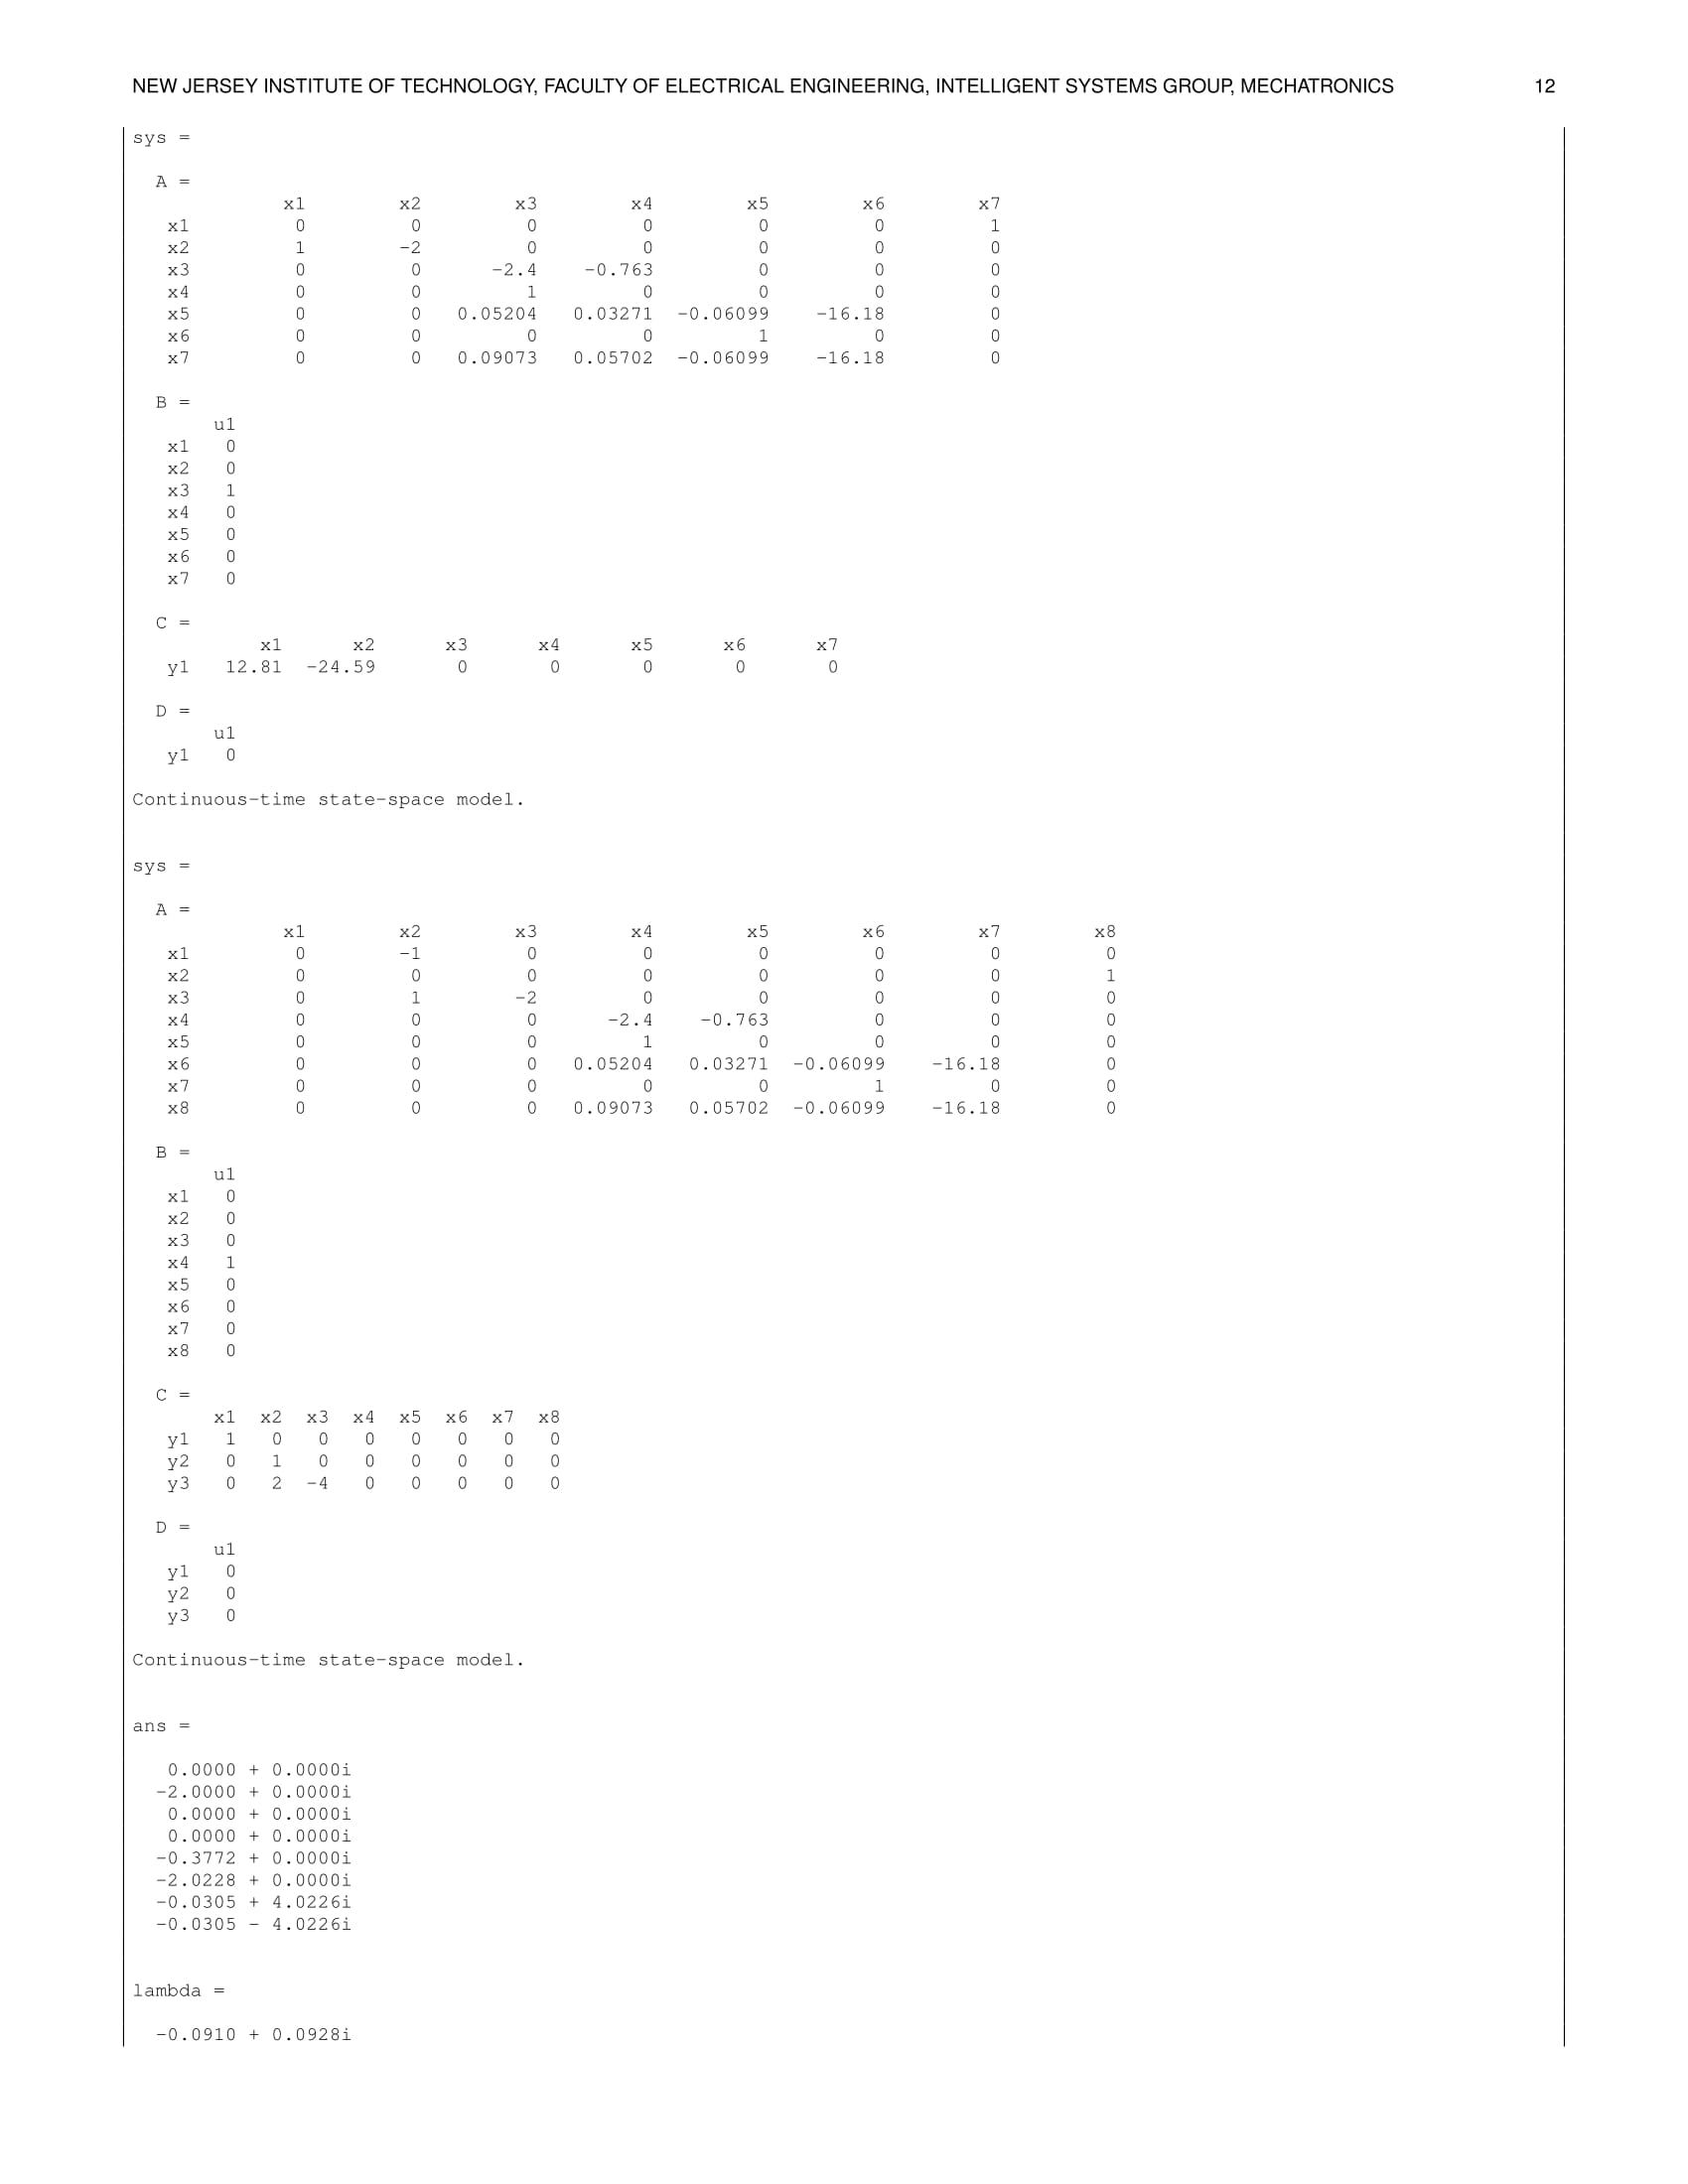 NEW JERSEY INSTITUTE OF TECHNOLOGY, FACULTY OF ELECTRICAL ENGINEERING, INTELLIGENT SYSTEMS GROUP, MECHATRONICS 12
sys =
A =
x1 x2 x3 x4 x5 x6 x7
x1 0 0 0 0 0 0 1
x2 1 -2 0 0 0 0 0
x3 0 0 -2.4 -0.763 0 0 0
x4 0 0 1 0 0 0 0
x5 0 0 0.05204 0.03271 -0.06099 -16.18 0
x6 0 0 0 0 1 0 0
x7 0 0 0.09073 0.05702 -0.06099 -16.18 0
B =
u1
x1 0
x2 0
x3 1
x4 0
x5 0
x6 0
x7 0
C =
x1 x2 x3 x4 x5 x6 x7
y1 12.81 -24.59 0 0 0 0 0
D =
u1
y1 0
Continuous-time state-space model.
sys =
A =
x1 x2 x3 x4 x5 x6 x7 x8
x1 0 -1 0 0 0 0 0 0
x2 0 0 0 0 0 0 0 1
x3 0 1 -2 0 0 0 0 0
x4 0 0 0 -2.4 -0.763 0 0 0
x5 0 0 0 1 0 0 0 0
x6 0 0 0 0.05204 0.03271 -0.06099 -16.18 0
x7 0 0 0 0 0 1 0 0
x8 0 0 0 0.09073 0.05702 -0.06099 -16.18 0
B =
u1
x1 0
x2 0
x3 0
x4 1
x5 0
x6 0
x7 0
x8 0
C =
x1 x2 x3 x4 x5 x6 x7 x8
y1 1 0 0 0 0 0 0 0
y2 0 1 0 0 0 0 0 0
y3 0 2 -4 0 0 0 0 0
D =
u1
y1 0
y2 0
y3 0
Continuous-time state-space model.
ans =
0.0000 + 0.0000i
-2.0000 + 0.0000i
0.0000 + 0.0000i
0.0000 + 0.0000i
-0.3772 + 0.0000i
-2.0228 + 0.0000i
-0.0305 + 4.0226i
-0.0305 - 4.0226i
lambda =
-0.0910 + 0.0928i